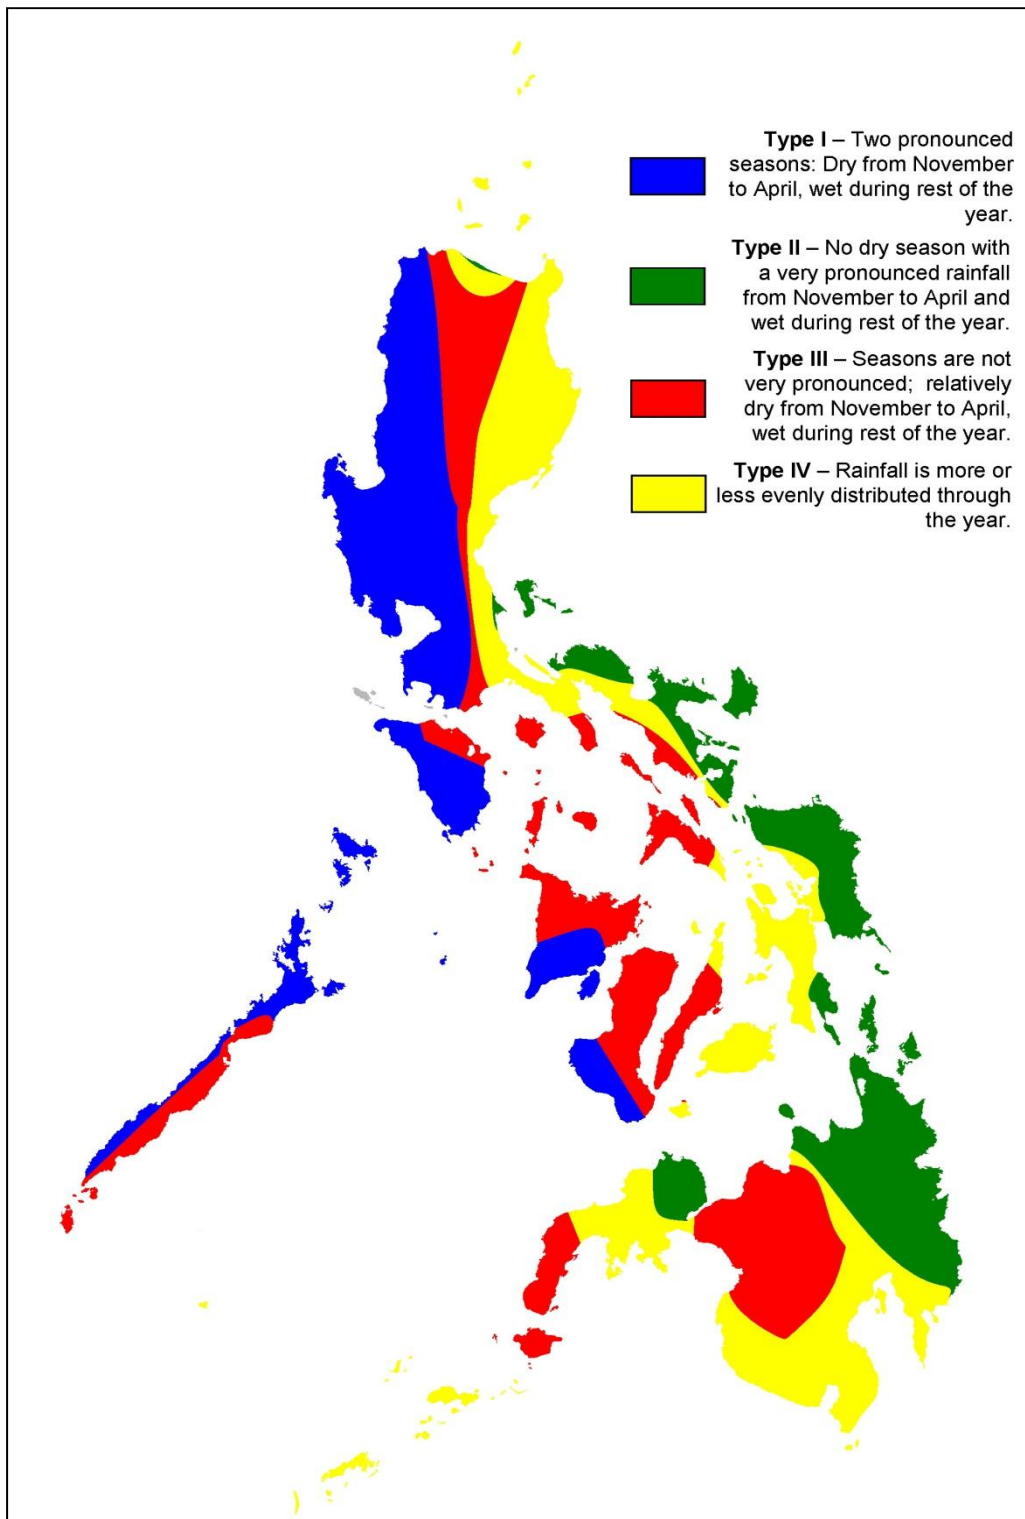 Type I – Two pronounced
seasons: Dry from November
to April, wet during rest of the
year.
Type II – No dry season with
a very pronounced rainfall
from November to April and
wet during rest of the year.
Type III – Seasons are not
very pronounced; relatively
dry from November to April,
wet during rest of the year.
Type IV – Rainfall is more or
less evenly distributed through
the year.